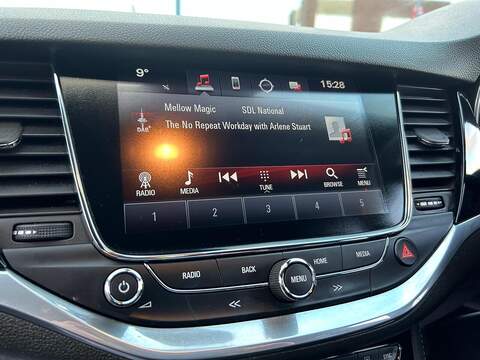 9° 15:28
Mellow Magic SDL National
The No Repeat Workday with Arlene Stuart
DAB+
RADIO MEDIA TUNE BROWSE MENU
1 2 3 4 5
RADIO BACK MENU HOME MEDIA